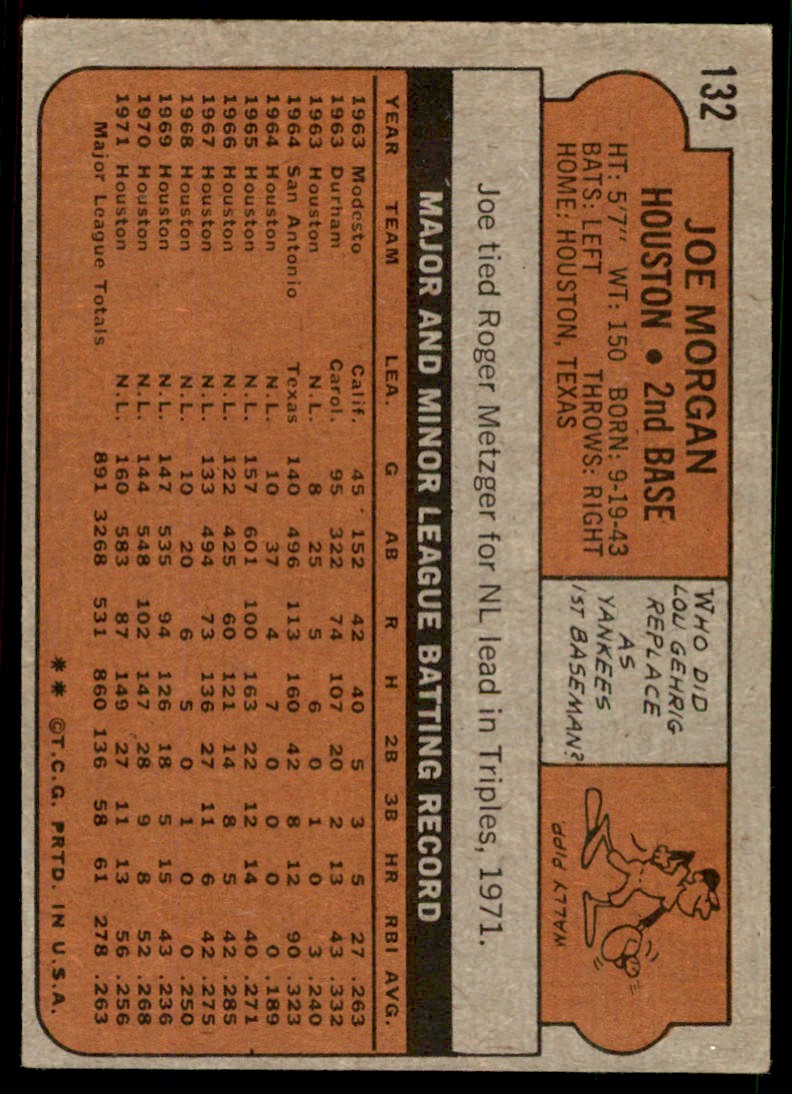 132
JOE MORGAN
HOUSTON • 2nd BASE
HT: 5'7" WT: 150 BORN: 9-19-43
BATS: LEFT THROWS: RIGHT
HOME: HOUSTON, TEXAS
WHO DID
LOU GEHRIG
REPLACE
AS
YANKEES
1ST BASEMAN?
WALLY PIPP
Joe tied Roger Metzger for NL lead in Triples, 1971.
MAJOR AND MINOR LEAGUE BATTING RECORD
YEAR TEAM LEA. G AB R H 2B 3B HR RBI AVG.
1963 Modesto Calif. 45 152 42 40 5 3 5 27 .263
1963 Durham Carol. 95 322 74 107 20 2 13 43 .332
1963 Houston N.L. 8 25 5 6 0 1 0 3 .240
1964 San Antonio Texas 140 496 113 160 42 8 12 90 .323
1964 Houston N.L. 10 37 4 7 0 0 0 0 .189
1965 Houston N.L. 157 601 100 163 22 12 14 40 .271
1966 Houston N.L. 122 425 60 121 14 8 5 42 .285
1967 Houston N.L. 133 494 73 136 27 11 6 42 .275
1968 Houston N.L. 10 20 6 5 0 1 0 0 .250
1969 Houston N.L. 147 535 94 126 18 5 15 43 .236
1970 Houston N.L. 144 548 102 147 28 9 8 52 .268
1971 Houston N.L. 160 583 87 149 27 11 13 56 .256
Major League Totals 891 3268 531 860 136 58 61 278 .263
** ©T.C.G. PRTD. IN U.S.A.